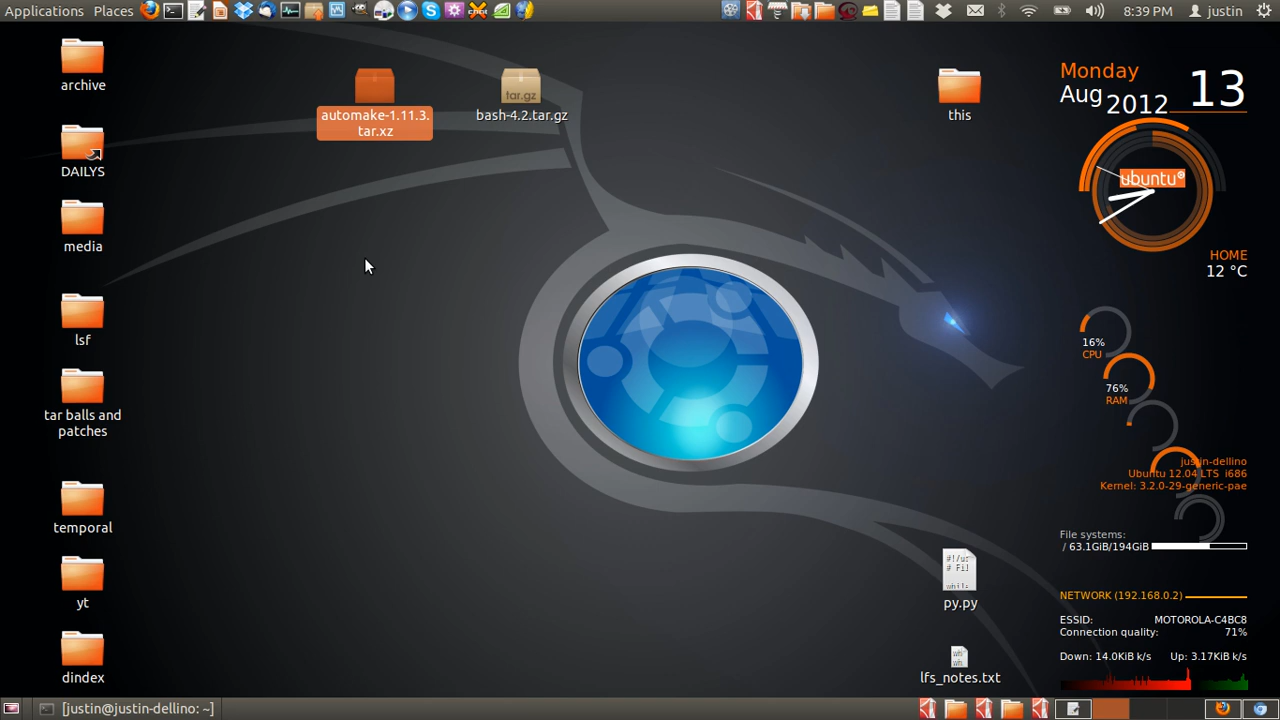 Applications Places 8:39 PM justin
archive
DAILYS
media
lsf
tar balls and
patches
temporal
yt
dindex
automake-1.11.3.
tar.xz
tar.gz
bash-4.2.tar.gz
this
#!/u
# Fil
while
py.py
lfs_notes.txt
Monday
Aug 2012 13
ubuntu
HOME
12 °C
16%
CPU
76%
RAM
justin-dellino
Ubuntu 12.04 LTS i686
Kernel: 3.2.0-29-generic-pae
File systems:
/ 63.1GiB/194GiB
NETWORK (192.168.0.2)
ESSID: MOTOROLA-C4BC8
Connection quality: 71%
Down: 14.0KiB k/s Up: 3.17KiB k/s
[justin@justin-dellino: ~]